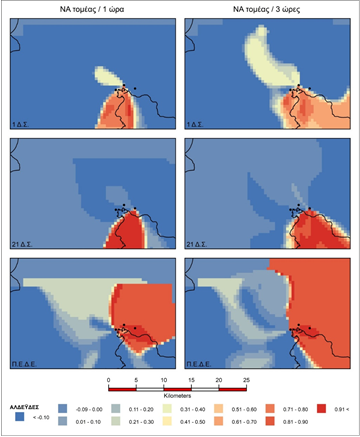 ΝΑ τομέας / 1 ώρα
ΝΑ τομέας / 3 ώρες
1 Δ.Σ.
1 Δ.Σ.
21 Δ.Σ.
21 Δ.Σ.
Π.Ε.Δ.Ε.
Π.Ε.Δ.Ε.
0 5 10 15 20 25
Kilometers
ΑΛΔΕΫΔΕΣ
<-0.10
-0.09 - 0.00 0.11 - 0.20 0.31 - 0.40 0.51 - 0.60 0.71 - 0.80 0.91 <
0.01 - 0.10 0.21 - 0.30 0.41 - 0.50 0.61 - 0.70 0.81 - 0.90